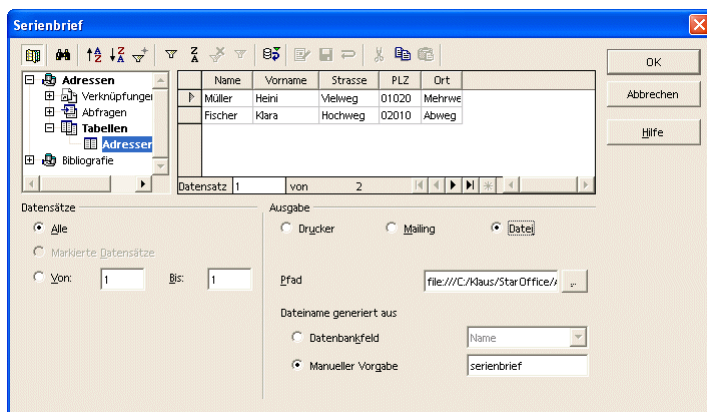 Serienbrief
OK
Abbrechen
Hilfe
Adressen
Verknüpfungen
Abfragen
Tabellen
Adressen
Bibliografie
Name Vorname Strasse PLZ Ort
Müller Heini Vielweg 01020 Mehrwe
Fischer Klara Hochweg 02010 Abweg
Datensatz 1 von 2
Datensätze
Alle
Markierte Datensätze
Von: 1 Bis: 1
Ausgabe
Drucker Mailing Datei
Pfad file:///C:/Klaus/StarOffice/A ..
Dateiname generiert aus
Datenbankfeld Name
Manueller Vorgabe serienbrief